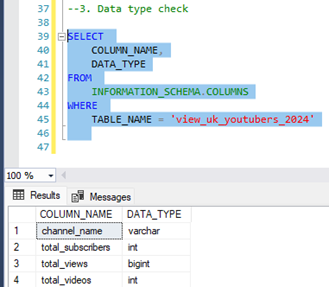 37
38 --3. Data type check
39
40 SELECT
41 COLUMN_NAME,
42 DATA_TYPE
43 FROM
44 INFORMATION_SCHEMA.COLUMNS
45 WHERE
46 TABLE_NAME = 'view_uk_youtubers_2024'
47
100 %
Results Messages
COLUMN_NAME DATA_TYPE
1 channel_name varchar
2 total_subscribers int
3 total_views bigint
4 total_videos int